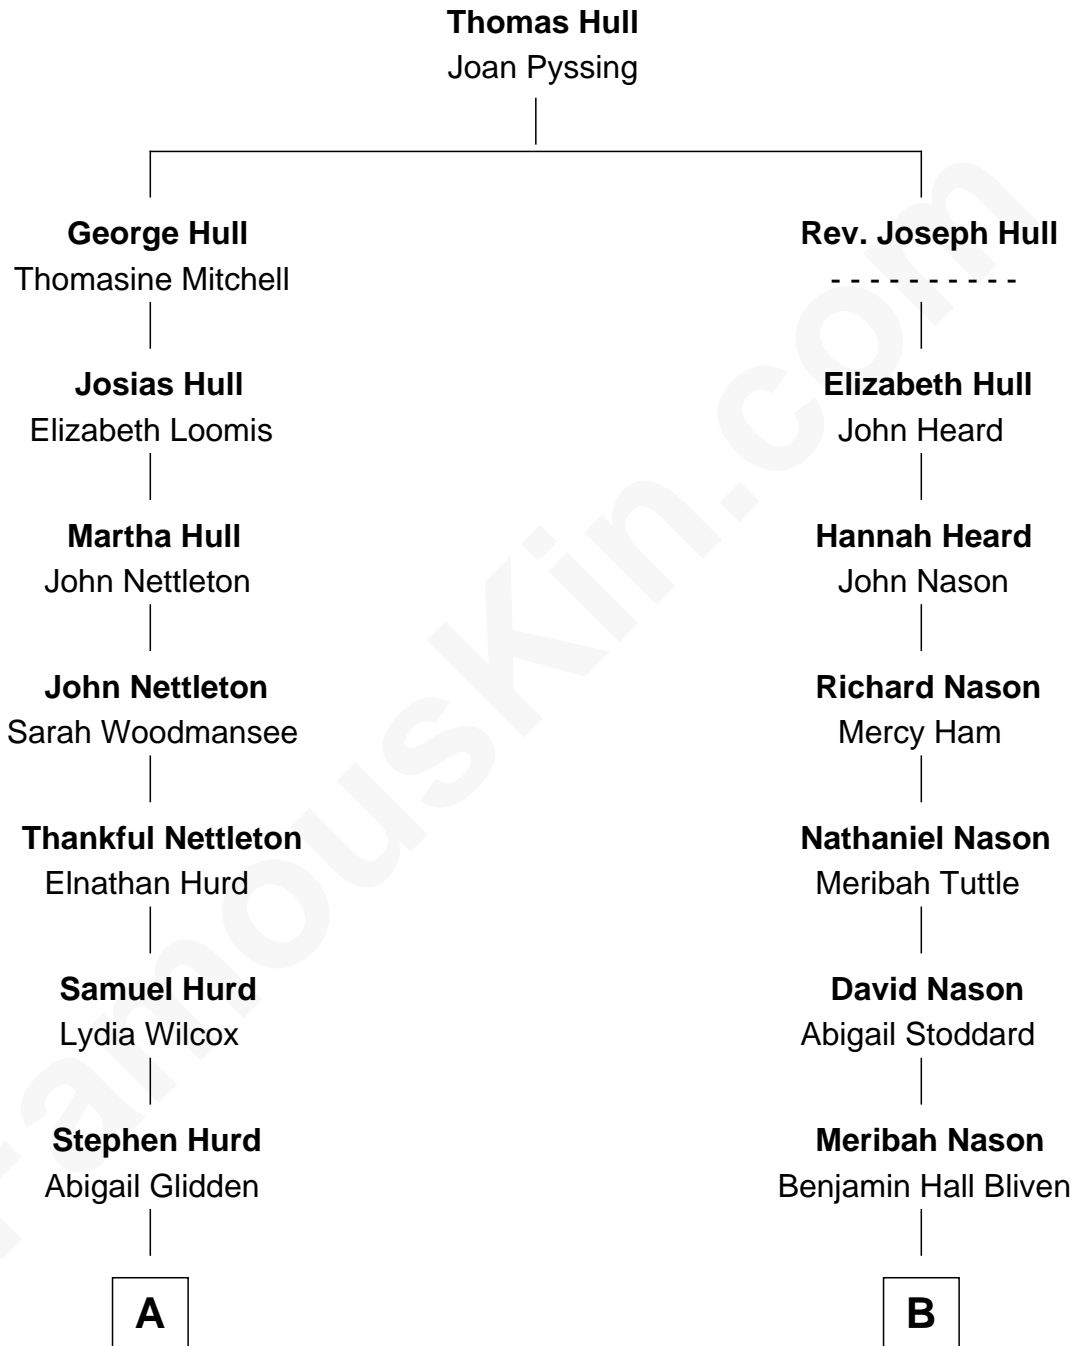 Thomas Hull
Joan Pyssing
George Hull
Thomasine Mitchell
Rev. Joseph Hull
- - - - - - - - - -
Josias Hull
Elizabeth Loomis
Elizabeth Hull
John Heard
Martha Hull
John Nettleton
Hannah Heard
John Nason
John Nettleton
Sarah Woodmansee
Richard Nason
Mercy Ham
Thankful Nettleton
Elnathan Hurd
Nathaniel Nason
Meribah Tuttle
Samuel Hurd
Lydia Wilcox
David Nason
Abigail Stoddard
Stephen Hurd
Abigail Glidden
Meribah Nason
Benjamin Hall Bliven
A
B
FamousKin.com